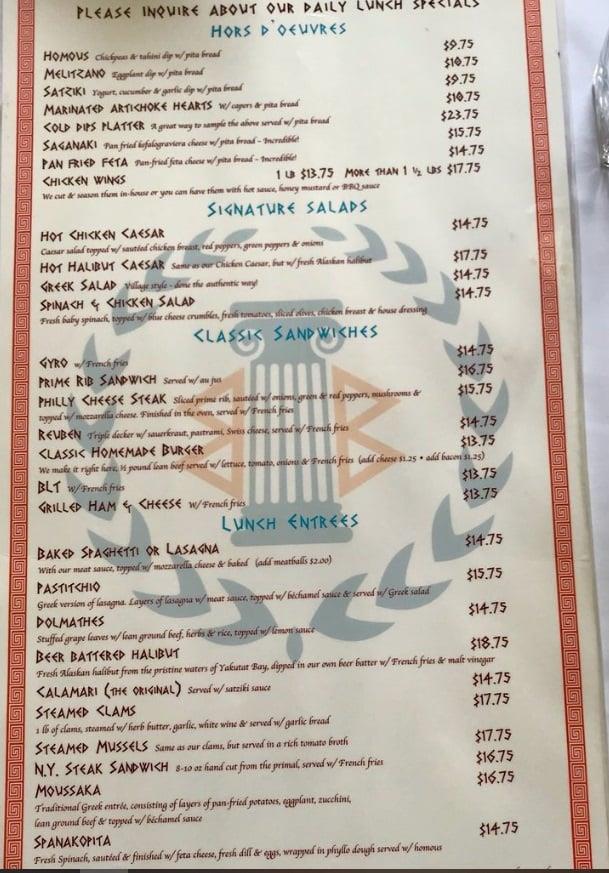 PLEASE INQUIRE ABOUT OUR DAILY LUNCH SPECIALS
HORS D'OEUVRES
HOMOUS Chickpeas & tahini dip w/ pita bread $9.75
MELITZANO Eggplant dip w/ pita bread $10.75
SATZIKI Yogurt, cucumber & garlic dip w/ pita bread $9.75
MARINATED ARTICHOKE HEARTS W/ capers & pita bread $10.75
COLD DIPS PLATTER A great way to sample the above served w/ pita bread $23.75
SAGANAKI Pan fried kefalograviera cheese w/ pita bread - Incredible! $15.75
PAN FRIED FETA Pan-fried feta cheese w/ pita bread - Incredible! $14.75
CHICKEN WINGS 1 LB $13.75 MORE THAN 1 ½ LBS $17.75
We cut & season them in-house or you can have them with hot sauce, honey mustard or BBQ sauce
SIGNATURE SALADS
HOT CHICKEN CAESAR $14.75
Caesar salad topped w/ sautéed chicken breast, red peppers, green peppers & onions
HOT HALIBUT CAESAR Same as our Chicken Caesar, but w/ fresh Alaskan halibut $17.75
GREEK SALAD Village style - done the authentic way! $14.75
SPINACH & CHICKEN SALAD $14.75
Fresh baby spinach, topped w/ blue cheese crumbles, fresh tomatoes, sliced olives, chicken breast & house dressing
CLASSIC SANDWICHES
GYRO w/ French fries $14.75
PRIME RIB SANDWICH Served w/ au jus $16.75
PHILLY CHEESE STEAK Sliced prime rib, sautéed w/ onions, green & red peppers, mushrooms & $15.75
topped w/ mozzarella cheese. Finished in the oven, served w/ French fries
REUBEN Triple decker w/ sauerkraut, pastrami, Swiss cheese, served w/ French fries $14.75
CLASSIC HOMEMADE BURGER $13.75
We make it right here, ½ pound lean beef served w/ lettuce, tomato, onions & French fries (add cheese $1.25 • add bacon $1.25)
BLT W/ French fries $13.75
GRILLED HAM & CHEESE W/ French fries $13.75
LUNCH ENTREES
BAKED SPAGHETTI OR LASAGNA $14.75
With our meat sauce, topped w/ mozzarella cheese & baked (add meatballs $2.00)
PASTITCHIO $15.75
Greek version of lasagna. Layers of lasagna w/ meat sauce, topped w/ béchamel sauce & served w/ Greek salad
DOLMATHES $14.75
Stuffed grape leaves w/ lean ground beef, herbs & rice, topped w/ lemon sauce
BEER BATTERED HALIBUT $18.75
Fresh Alaskan halibut from the pristine waters of Yakutat Bay, dipped in our own beer batter w/ French fries & malt vinegar
CALAMARI (THE ORIGINAL) Served w/ satziki sauce $14.75
STEAMED CLAMS $17.75
1 lb of clams, steamed w/ herb butter, garlic, white wine & served w/ garlic bread
STEAMED MUSSELS Same as our clams, but served in a rich tomato broth $17.75
N.Y. STEAK SANDWICH 8-10 oz hand cut from the primal, served w/ French fries $16.75
MOUSSAKA $16.75
Traditional Greek entrée, consisting of layers of pan-fried potatoes, eggplant, zucchini,
lean ground beef & topped w/ béchamel sauce
SPANAKOPITA $14.75
Fresh Spinach, sautéed & finished w/ feta cheese, fresh dill & eggs, wrapped in phyllo dough served w/ homous